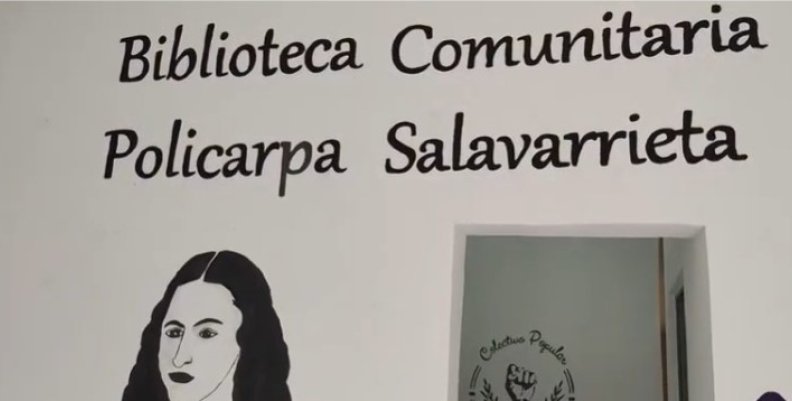 Biblioteca Comunitaria
Policarpa Salavarrieta
Colectivo Popular